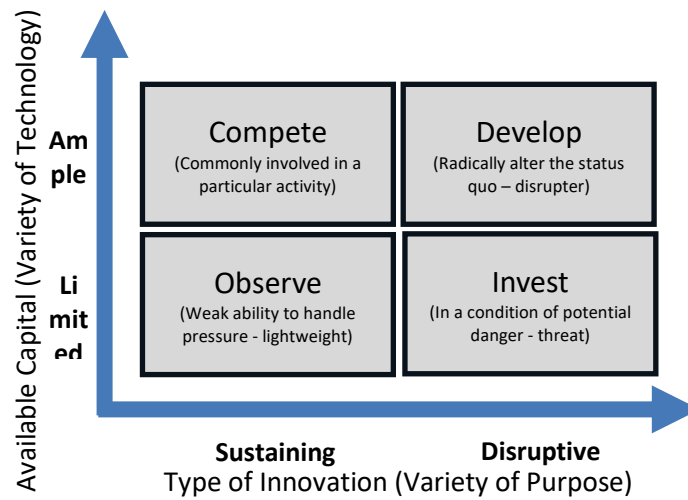 Available Capital (Variety of Technology)
Am
ple
Compete
(Commonly involved in a
particular activity)
Develop
(Radically alter the status
quo – disrupter)
Li
mit
ed
Observe
(Weak ability to handle
pressure - lightweight)
Invest
(In a condition of potential
danger - threat)
Sustaining
Disruptive
Type of Innovation (Variety of Purpose)